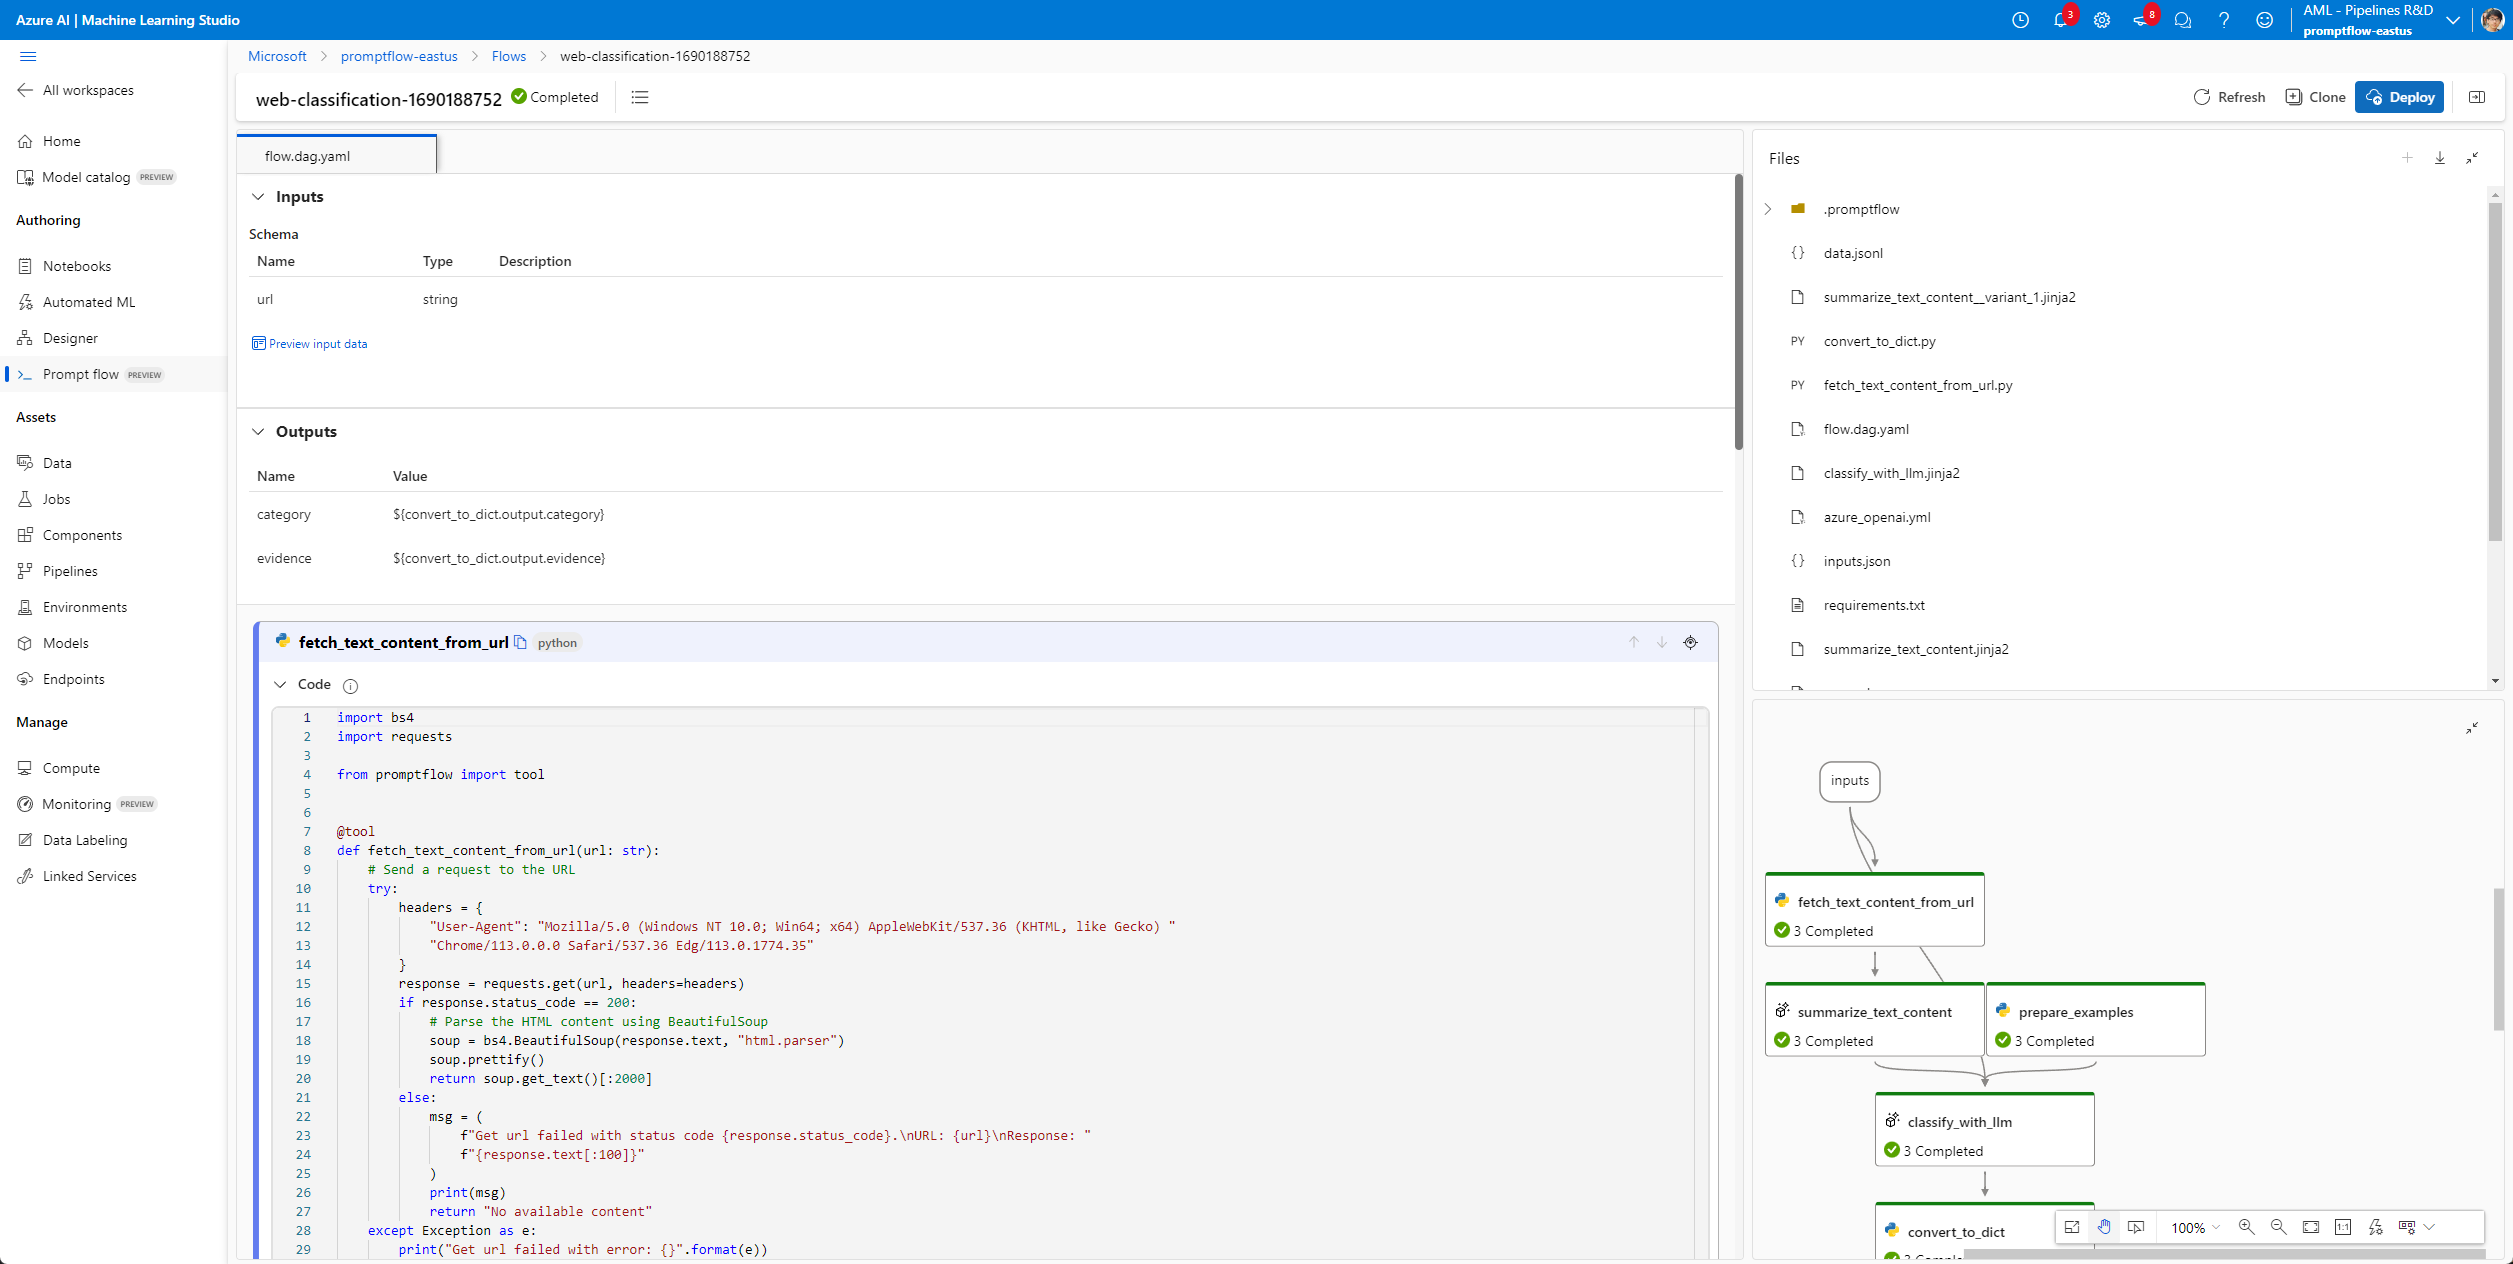 Azure AI | Machine Learning Studio
3
8
AML - Pipelines R&D
promptflow-eastus
Microsoft > promptflow-eastus > Flows > web-classification-1690188752
All workspaces
Home
Model catalog PREVIEW
Authoring
Notebooks
Automated ML
Designer
Prompt flow PREVIEW
Assets
Data
Jobs
Components
Pipelines
Environments
Models
Endpoints
Manage
Compute
Monitoring PREVIEW
Data Labeling
Linked Services
web-classification-1690188752 Completed
Refresh Clone Deploy
flow.dag.yaml
Inputs
Schema
Name Type Description
url string
Preview input data
Outputs
Name Value
category ${convert_to_dict.output.category}
evidence ${convert_to_dict.output.evidence}
fetch_text_content_from_url python
Code
1 import bs4
2 import requests
3
4 from promptflow import tool
5
6
7 @tool
8 def fetch_text_content_from_url(url: str):
9 # Send a request to the URL
10 try:
11 headers = {
12 "User-Agent": "Mozilla/5.0 (Windows NT 10.0; Win64; x64) AppleWebKit/537.36 (KHTML, like Gecko) "
13 "Chrome/113.0.0.0 Safari/537.36 Edg/113.0.1774.35"
14 }
15 response = requests.get(url, headers=headers)
16 if response.status_code == 200:
17 # Parse the HTML content using BeautifulSoup
18 soup = bs4.BeautifulSoup(response.text, "html.parser")
19 soup.prettify()
20 return soup.get_text()[:2000]
21 else:
22 msg = (
23 f"Get url failed with status code {response.status_code}.\nURL: {url}\nResponse: "
24 f"{response.text[:100]}"
25 )
26 print(msg)
27 return "No available content"
28 except Exception as e:
29 print("Get url failed with error: {}".format(e))
Files
.promptflow
{} data.jsonl
summarize_text_content__variant_1.jinja2
PY convert_to_dict.py
PY fetch_text_content_from_url.py
flow.dag.yaml
classify_with_llm.jinja2
azure_openai.yml
{} inputs.json
requirements.txt
summarize_text_content.jinja2
inputs
fetch_text_content_from_url
3 Completed
summarize_text_content
3 Completed
prepare_examples
3 Completed
classify_with_llm
3 Completed
convert_to_dict
100%
1:1